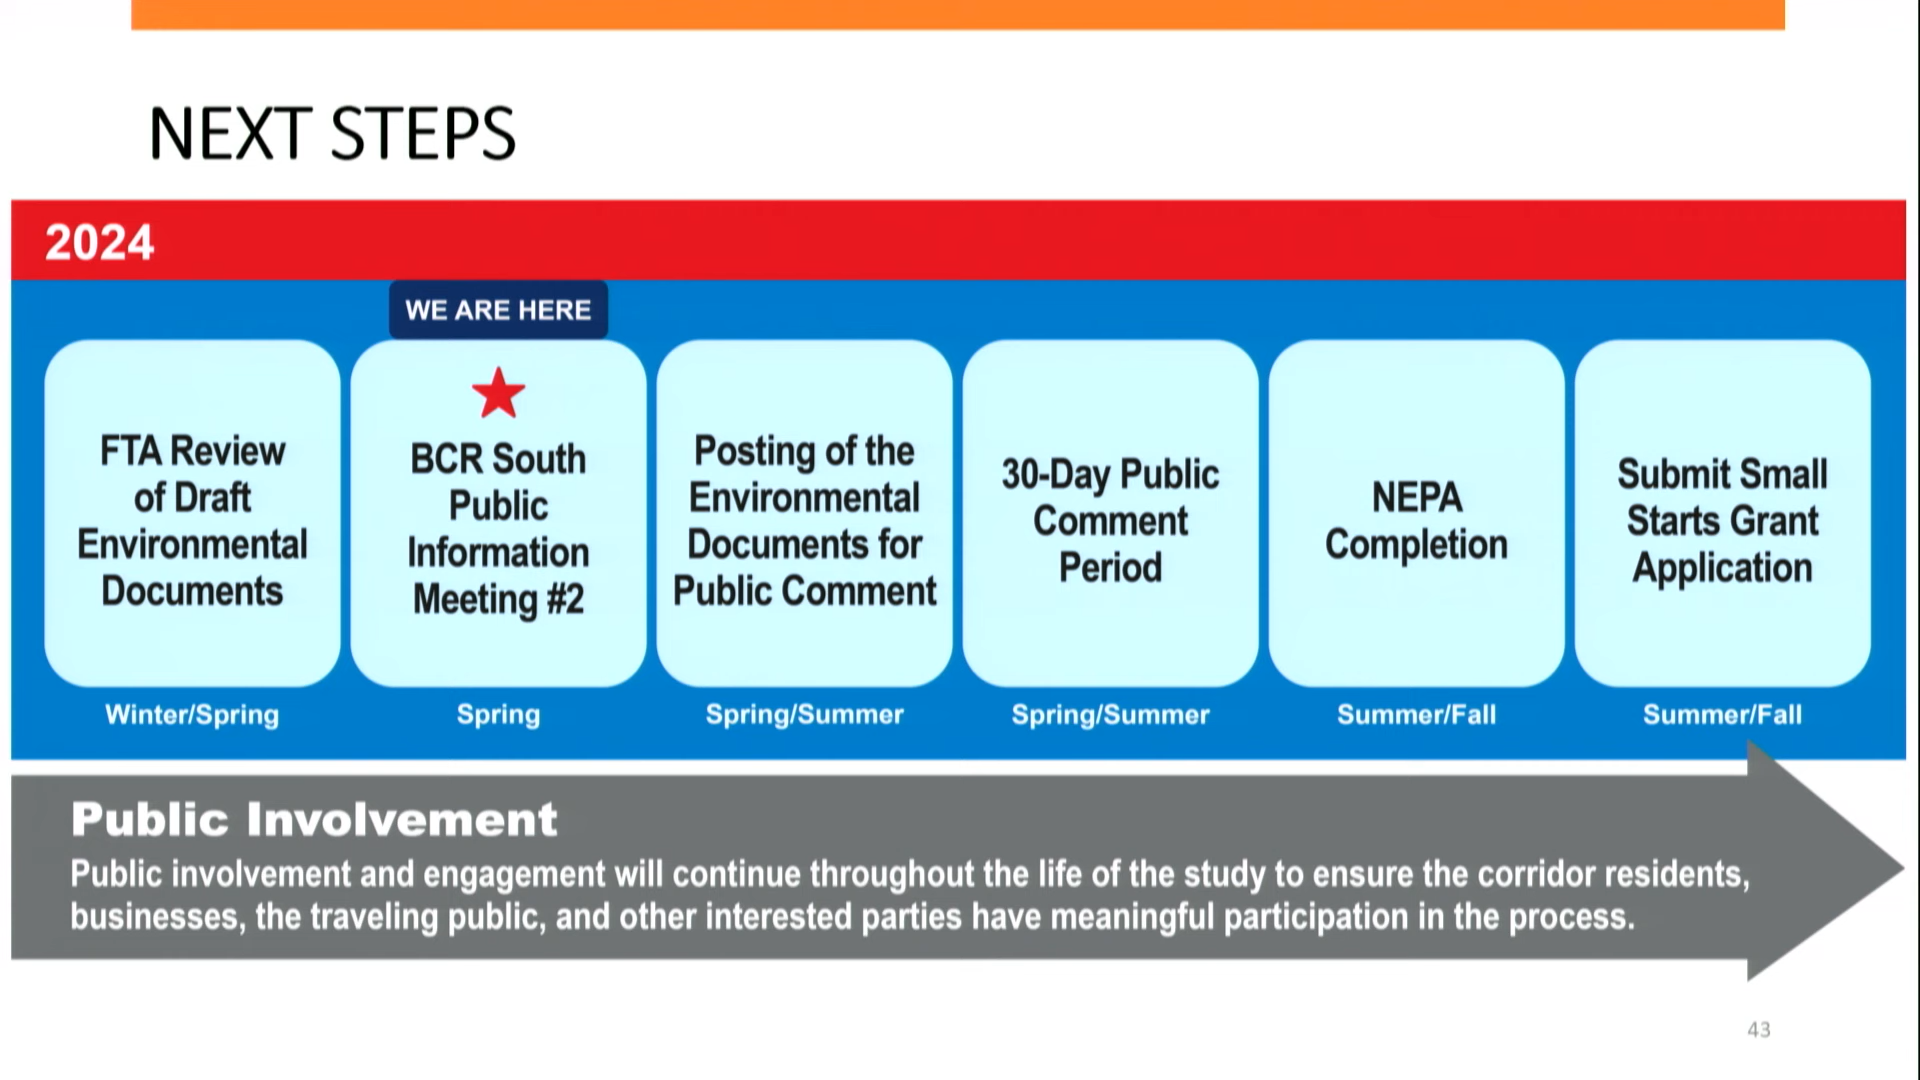 NEXT STEPS
2024
WE ARE HERE
FTA Review
of Draft
Environmental
Documents
Winter/Spring
BCR South
Public
Information
Meeting #2
Spring
Posting of the
Environmental
Documents for
Public Comment
Spring/Summer
30-Day Public
Comment
Period
Spring/Summer
NEPA
Completion
Summer/Fall
Submit Small
Starts Grant
Application
Summer/Fall
Public Involvement
Public involvement and engagement will continue throughout the life of the study to ensure the corridor residents,
businesses, the traveling public, and other interested parties have meaningful participation in the process.
43